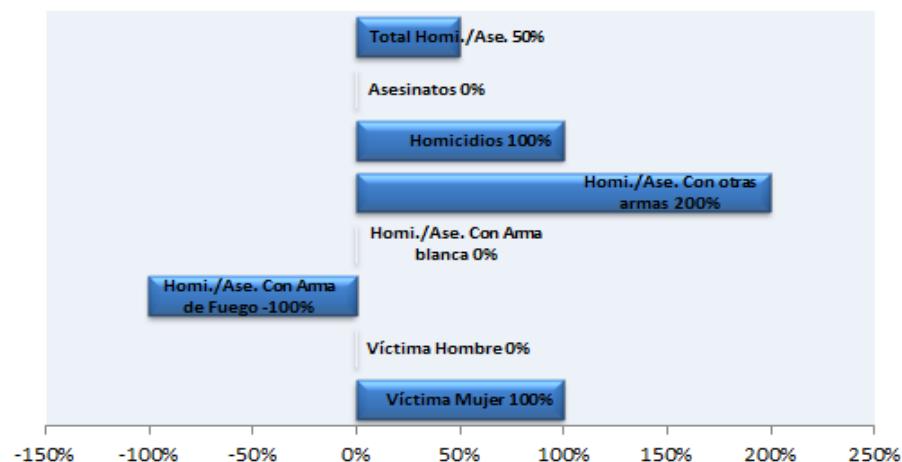 Total Homi./Ase. 50%
Asesinatos 0%
Homicidios 100%
Homi./Ase. Con otras
armas 200%
Homi./Ase. Con Arma
blanca 0%
Homi./Ase. Con Arma
de Fuego -100%
Víctima Hombre 0%
Víctima Mujer 100%
-150% -100% -50% 0% 50% 100% 150% 200% 250%